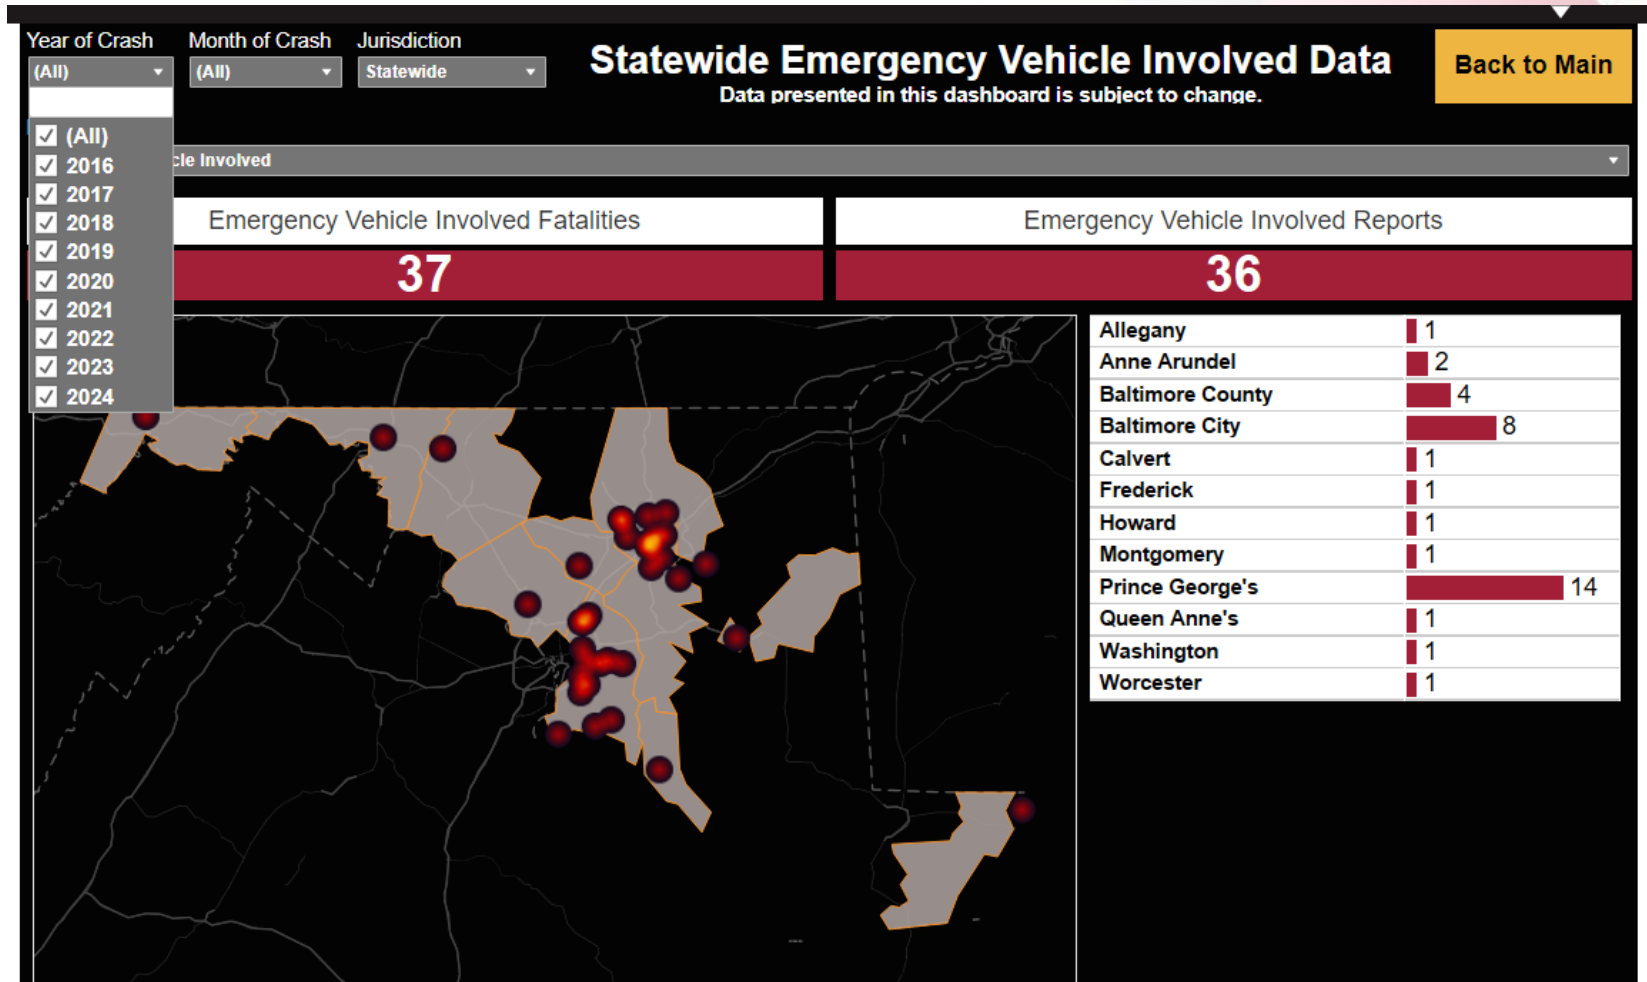 Year of Crash
Month of Crash
Jurisdiction
(All)
(All)
Statewide
Statewide Emergency Vehicle Involved Data
Data presented in this dashboard is subject to change.
Back to Main
(All)
2016
2017
2018
2019
2020
2021
2022
2023
2024
Involved
Emergency Vehicle Involved Fatalities
37
Emergency Vehicle Involved Reports
36
Allegany 1
Anne Arundel 2
Baltimore County 4
Baltimore City 8
Calvert 1
Frederick 1
Howard 1
Montgomery 1
Prince George's 14
Queen Anne's 1
Washington 1
Worcester 1